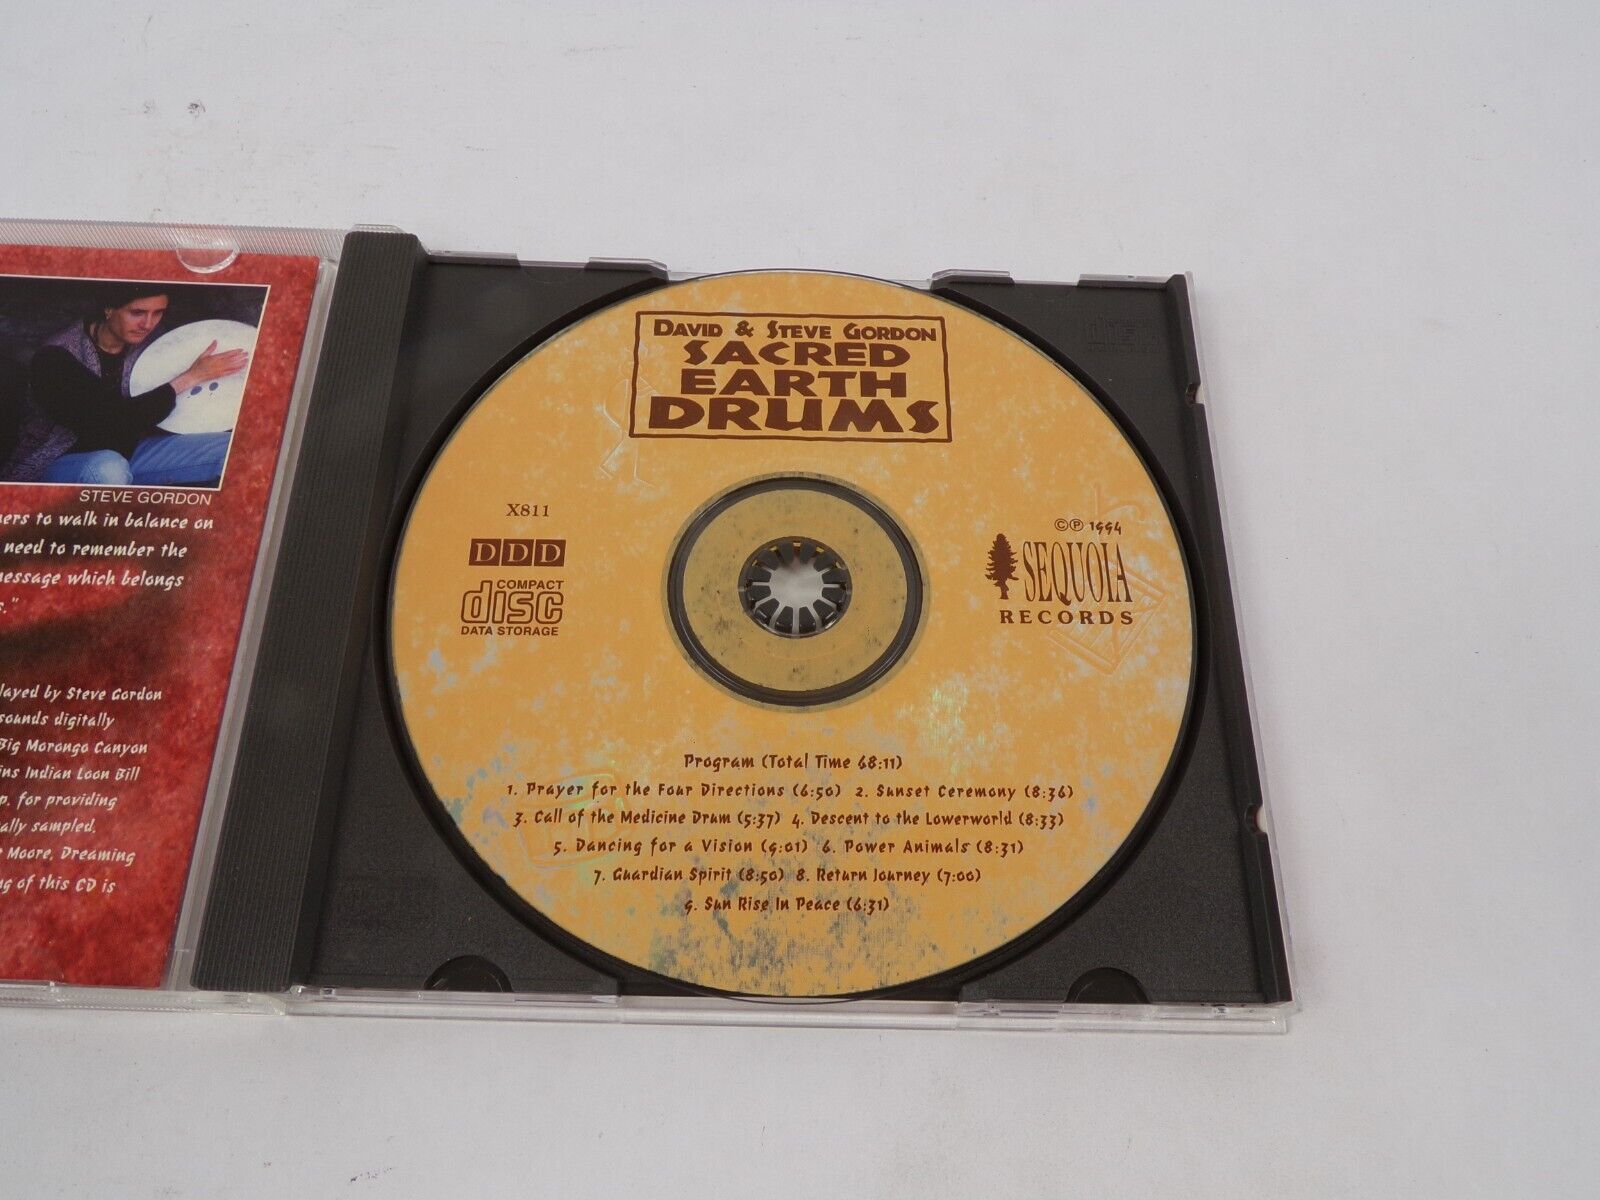 STEVE GORDON
ners to walk in balance on
need to remember the
nessage which belongs
s."
layed by Steve Gordon
sounds digitally
Big Morongo Canyon
ins Indian Loon Bill
p. for providing
ally sampled.
t Moore, Dreaming
ng of this CD is
DAVID & STEVE GORDON
SACRED
EARTH
DRUMS
X811
DDD
COMPACT
disc
DATA STORAGE
©℗ 1994
SEQUOIA
RECORDS
Program (Total Time 68:11)
1. Prayer for the Four Directions (6:50) 2. Sunset Ceremony (8:36)
3. Call of the Medicine Drum (5:37) 4. Descent to the Lowerworld (8:33)
5. Dancing for a Vision (9:01) 6. Power Animals (8:31)
7. Guardian Spirit (8:50) 8. Return Journey (7:00)
9. Sun Rise In Peace (6:31)
disc